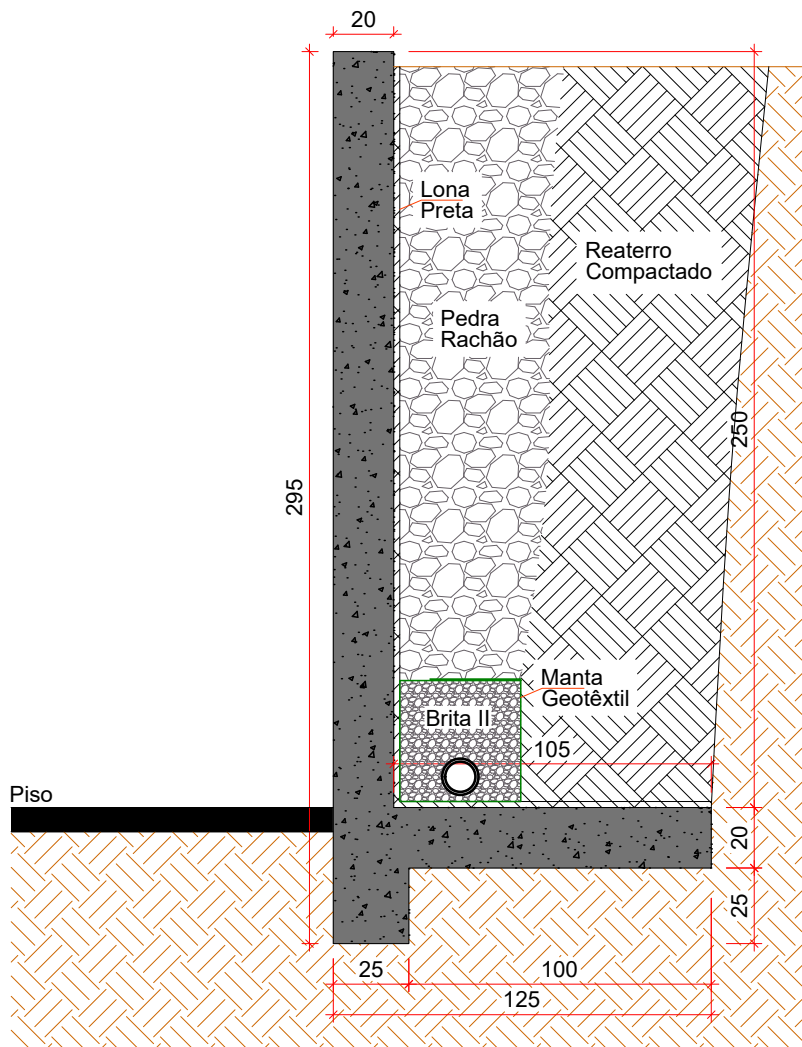 20
Lona
Preta
Reaterro
Compactado
Pedra
Rachão
250
295
Manta
Geotêxtil
Brita II
105
Piso
20
25
25
100
125